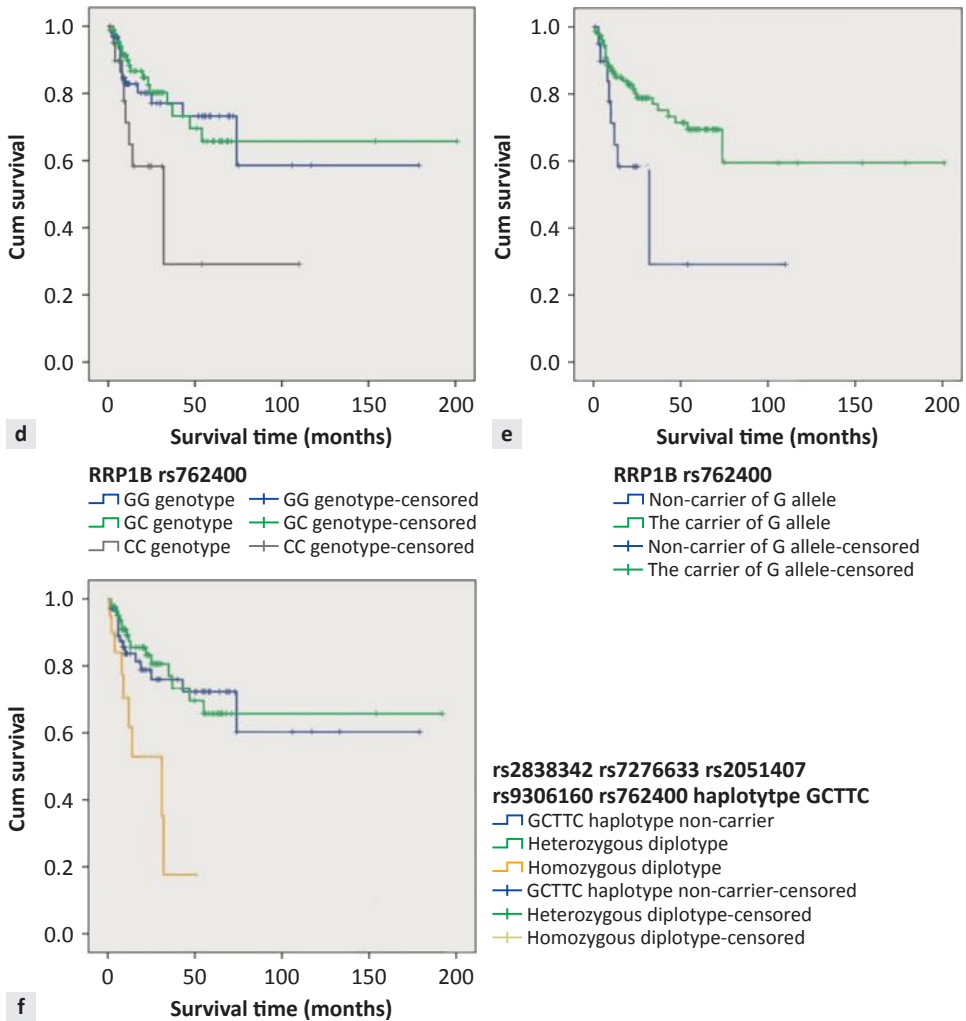 Cum survival
1.0
0.8
0.6
0.4
0.2
0.0
0 50 100 150 200
Survival time (months)
d
RRP1B rs762400
GG genotype GG genotype-censored
GC genotype GC genotype-censored
CC genotype CC genotype-censored
Cum survival
1.0
0.8
0.6
0.4
0.2
0.0
0 50 100 150 200
Survival time (months)
e
RRP1B rs762400
Non-carrier of G allele
The carrier of G allele
Non-carrier of G allele-censored
The carrier of G allele-censored
Cum survival
1.0
0.8
0.6
0.4
0.2
0.0
0 50 100 150 200
Survival time (months)
f
rs2838342 rs7276633 rs2051407
rs9306160 rs762400 haplotytpe GCTTC
GCTTC haplotype non-carrier
Heterozygous diplotype
Homozygous diplotype
GCTTC haplotype non-carrier-censored
Heterozygous diplotype-censored
Homozygous diplotype-censored